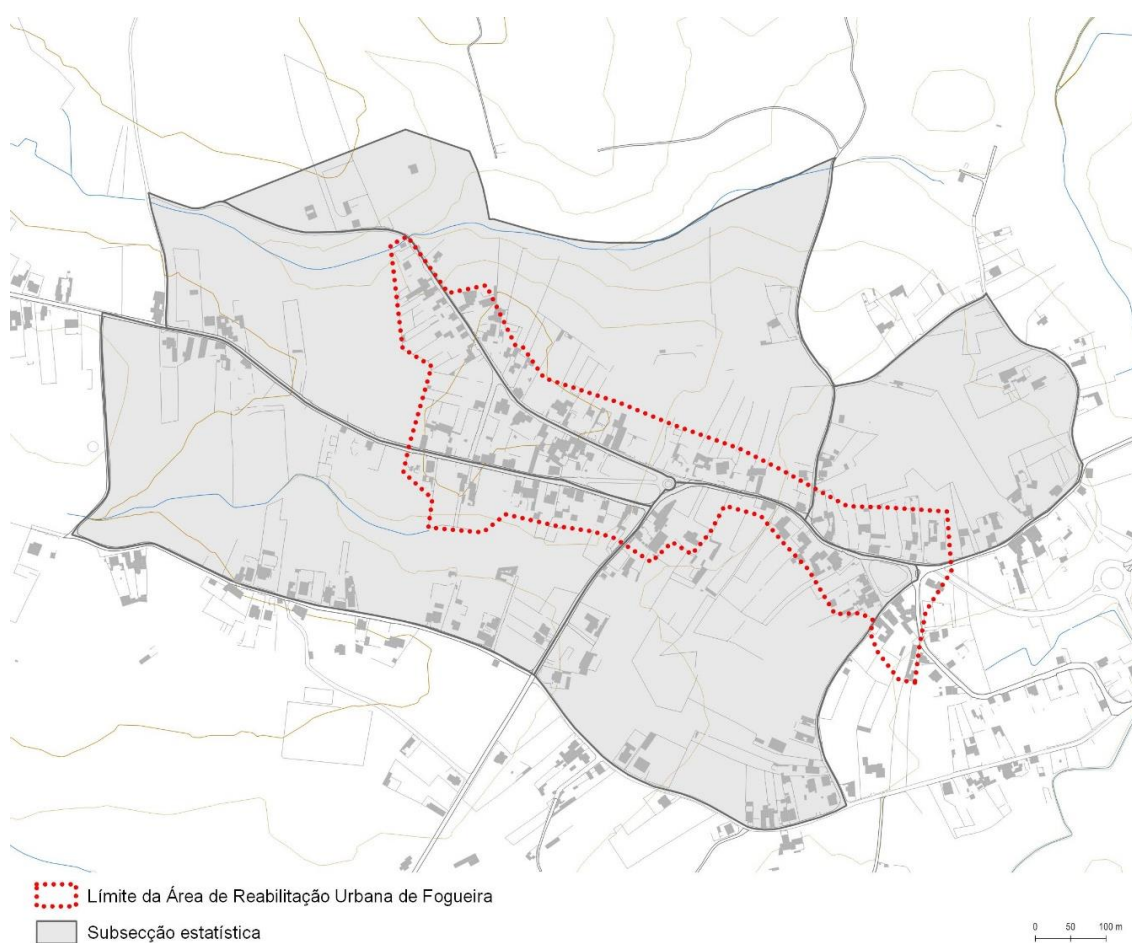 Límite da Área de Reabilitação Urbana de Fogueira
Subsecção estatística
0 50 100 m